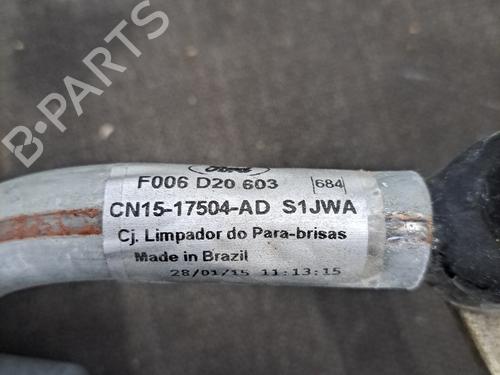 B-PARTS
Ford
F006 D20 603 684
CN15-17504-AD S1JWA
Cj. Limpador do Para-brisas
Made in Brazil
28/01/15 11:13:15